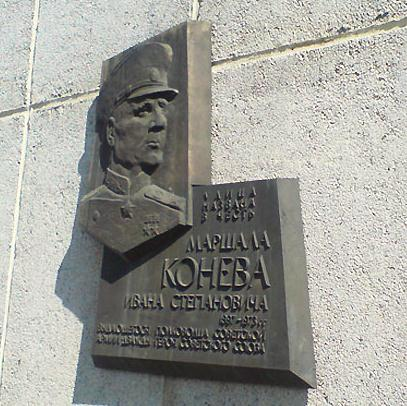 УЛИЦА
НАЗВАНА
В ЧЕСТЬ
МАРШАЛА
КОНЕВА
ИВАНА СТЕПАНОВИЧА
1897-1973 гг
ВЫДАЮЩЕГОСЯ ПОЛКОВОДЦА СОВЕТСКОЙ
АРМИИ ДВАЖДЫ ГЕРОЯ СОВЕТСКОГО СОЮЗА